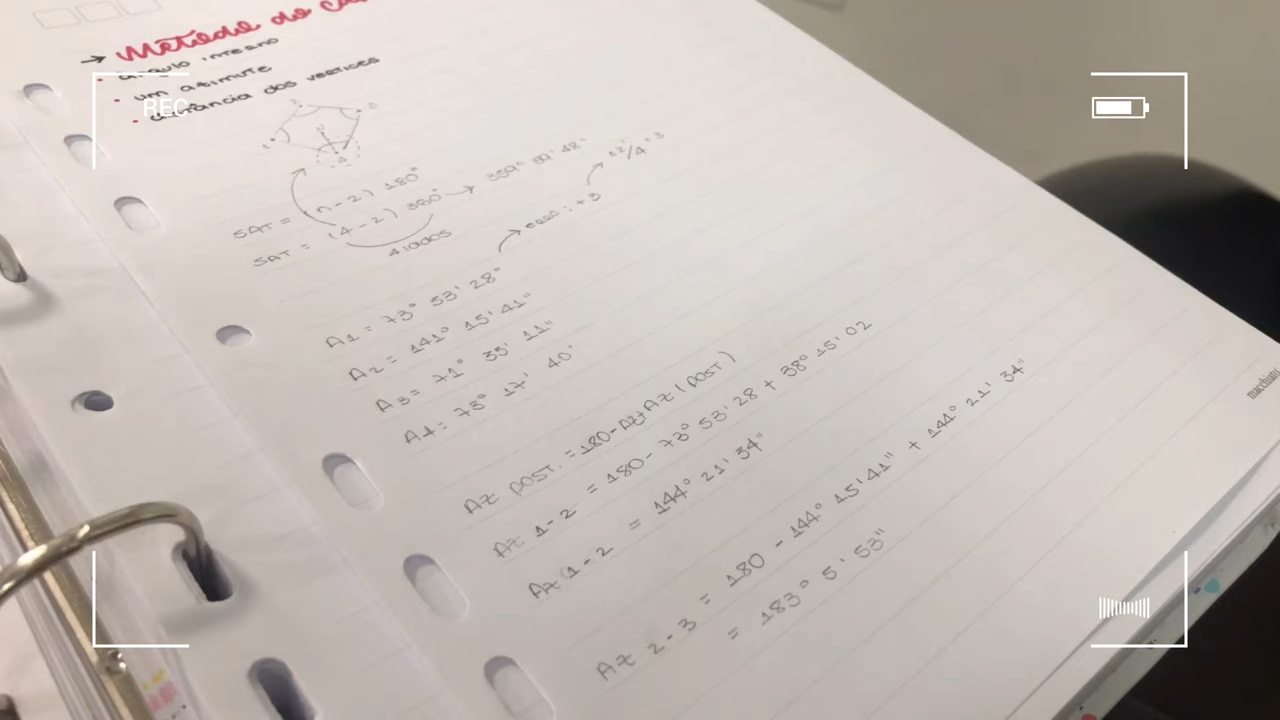 → Método do
• ângulo interno
• um azimute
• distância dos vértices
REC
SAT = (n-2) 180°
SAT = (4-2) 360° → 359° 59' 48"
4 lados
erro: +3
12/4 = 3
A1 = 73° 53' 28"
A2 = 141° 15' 41"
A3 = 71° 35' 11"
A4 = 73° 17' 40"
Az post. = 180 - Az + Az (post)
Az 1-2 = 180 - 73° 53' 28 + 38° 15' 02
Az 1-2 = 144° 21' 34"
Az 2-3 = 180 - 144° 15' 41" + 144° 21' 34"
= 183° 5' 53"